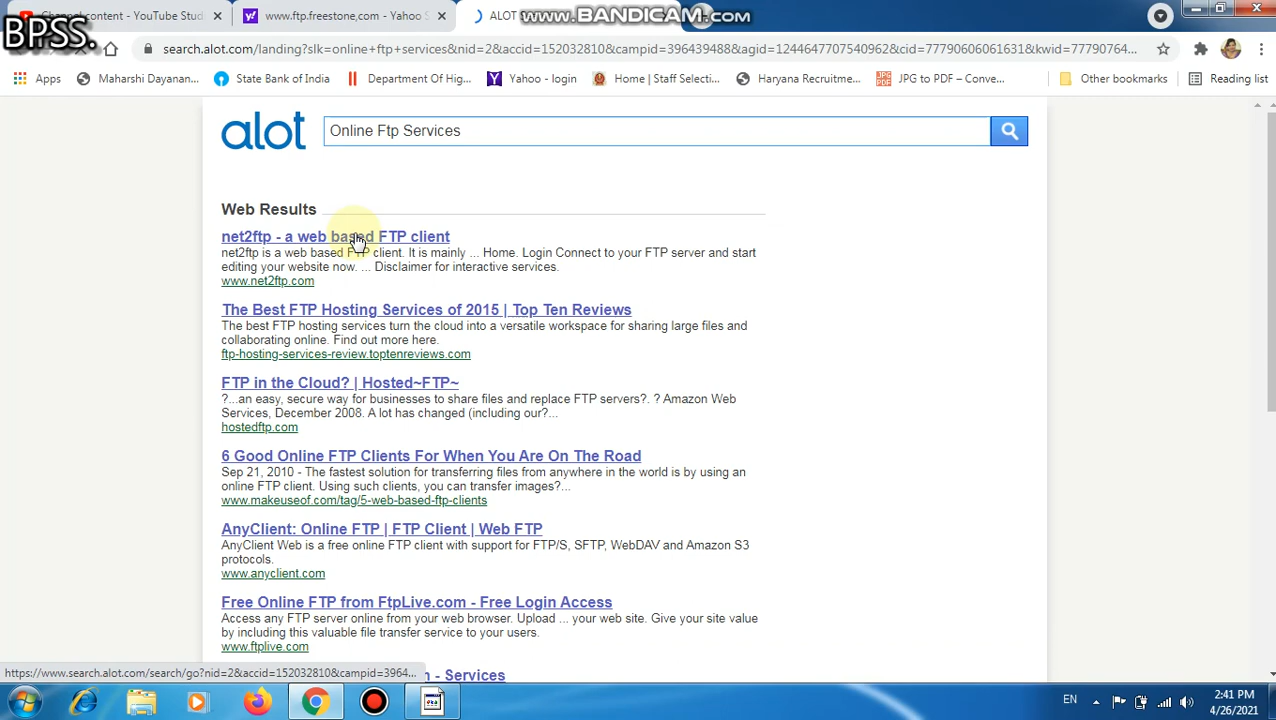 Channel content - YouTube Stud
www.ftp.freestone,com - Yahoo S
ALOT
www.BANDICAM.com
BPSS.
search.alot.com/landing?slk=online+ftp+services&nid=2&accid=152032810&campid=396439468&agid=1244647707540962&cid=77790606061631&kwid=77790764...
Apps
Maharshi Dayanan...
State Bank of India
Department Of Hig...
Yahoo - login
Home | Staff Selecti...
Haryana Recruitme...
JPG to PDF – Conve...
Other bookmarks
Reading list
alot
Online Ftp Services
Web Results
net2ftp - a web based FTP client
net2ftp is a web based FTP client. It is mainly ... Home. Login Connect to your FTP server and start
editing your website now. ... Disclaimer for interactive services.
www.net2ftp.com
The Best FTP Hosting Services of 2015 | Top Ten Reviews
The best FTP hosting services turn the cloud into a versatile workspace for sharing large files and
collaborating online. Find out more here.
ftp-hosting-services-review.toptenreviews.com
FTP in the Cloud? | Hosted~FTP~
?...an easy, secure way for businesses to share files and replace FTP servers?. ? Amazon Web
Services, December 2008. A lot has changed (including our?...
hostedftp.com
6 Good Online FTP Clients For When You Are On The Road
Sep 21, 2010 - The fastest solution for transferring files from anywhere in the world is by using an
online FTP client. Using such clients, you can transfer images?...
www.makeuseof.com/tag/5-web-based-ftp-clients
AnyClient: Online FTP | FTP Client | Web FTP
AnyClient Web is a free online FTP client with support for FTP/S, SFTP, WebDAV and Amazon S3
protocols.
www.anyclient.com
Free Online FTP from FtpLive.com - Free Login Access
Access any FTP server online from your web browser. Upload ... your web site. Give your site value
by including this valuable file transfer service to your users.
www.ftplive.com
- Services
https://www.search.alot.com/search/go?nid=2&accid=152032810&campid=3964...
EN
2:41 PM
4/26/2021